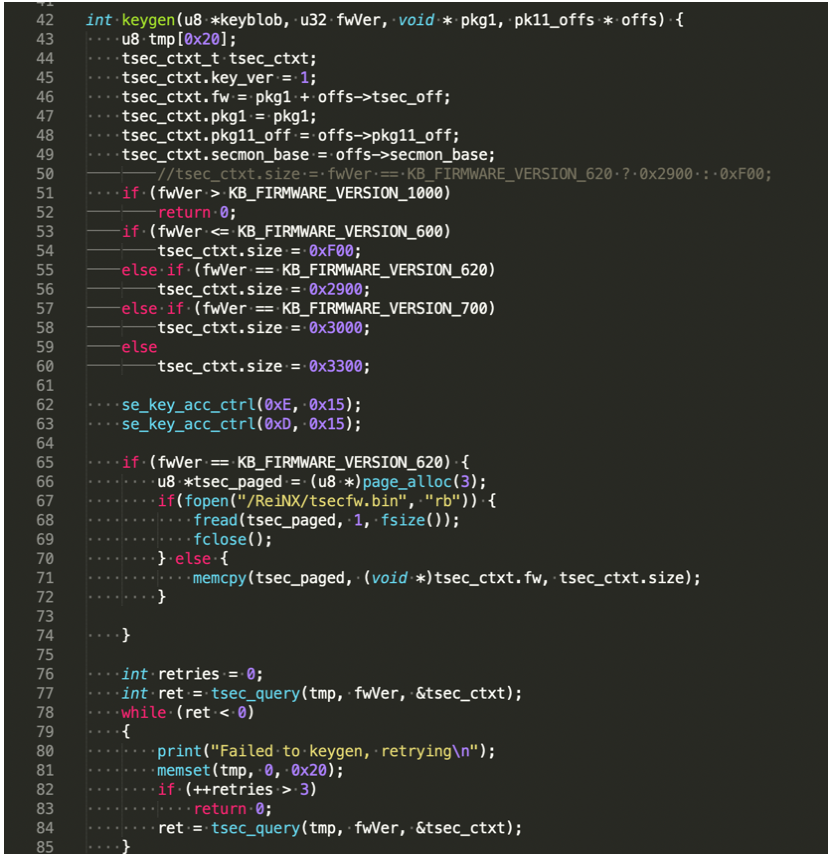 42 int keygen(u8 *keyblob, u32 fwVer, void * pkg1, pk11_offs * offs) {
43 u8 tmp[0x20];
44 tsec_ctxt_t tsec_ctxt;
45 tsec_ctxt.key_ver = 1;
46 tsec_ctxt.fw = pkg1 + offs->tsec_off;
47 tsec_ctxt.pkg1 = pkg1;
48 tsec_ctxt.pkg11_off = offs->pkg11_off;
49 tsec_ctxt.secmon_base = offs->secmon_base;
50 //tsec_ctxt.size = fwVer == KB_FIRMWARE_VERSION_620 ? 0x2900 : 0xF00;
51 if (fwVer > KB_FIRMWARE_VERSION_1000)
52 return 0;
53 if (fwVer <= KB_FIRMWARE_VERSION_600)
54 tsec_ctxt.size = 0xF00;
55 else if (fwVer == KB_FIRMWARE_VERSION_620)
56 tsec_ctxt.size = 0x2900;
57 else if (fwVer == KB_FIRMWARE_VERSION_700)
58 tsec_ctxt.size = 0x3000;
59 else
60 tsec_ctxt.size = 0x3300;
61
62 se_key_acc_ctrl(0xE, 0x15);
63 se_key_acc_ctrl(0xD, 0x15);
64
65 if (fwVer == KB_FIRMWARE_VERSION_620) {
66 u8 *tsec_paged = (u8 *)page_alloc(3);
67 if(fopen("/ReiNX/tsecfw.bin", "rb")) {
68 fread(tsec_paged, 1, fsize());
69 fclose();
70 } else {
71 memcpy(tsec_paged, (void *)tsec_ctxt.fw, tsec_ctxt.size);
72 }
73
74 }
75
76 int retries = 0;
77 int ret = tsec_query(tmp, fwVer, &tsec_ctxt);
78 while (ret < 0)
79 {
80 print("Failed to keygen, retrying\n");
81 memset(tmp, 0, 0x20);
82 if (++retries > 3)
83 return 0;
84 ret = tsec_query(tmp, fwVer, &tsec_ctxt);
85 }